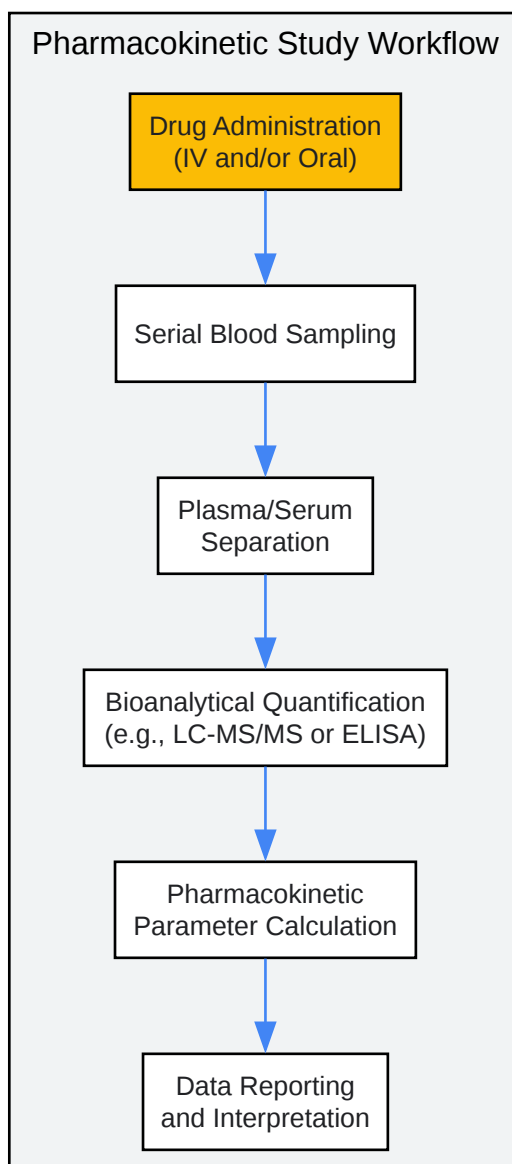 Pharmacokinetic Study Workflow
Drug Administration
(IV and/or Oral)
Serial Blood Sampling
Plasma/Serum
Separation
Bioanalytical Quantification
(e.g., LC-MS/MS or ELISA)
Pharmacokinetic
Parameter Calculation
Data Reporting
and Interpretation